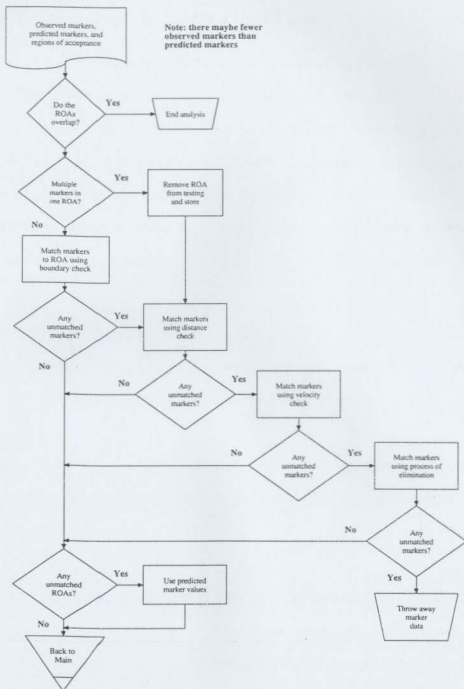 Observed markers,
predicted markers, and
regions of acceptance
Note: there maybe fewer
observed markers than
predicted markers
Do the
ROAs
overlap?
Yes
End analysis
Multiple
markers in
one ROA?
Yes
Remove ROA
from testing
and store
No
Match markers
to ROA using
boundary check
Any
unmatched
markers?
Yes
Match markers
using distance
check
No
No
Any
unmatched
markers?
Yes
Match markers
using velocity
check
No
Any
unmatched
markers?
Yes
Match markers
using process of
elimination
No
Any
unmatched
markers?
Yes
Throw away
marker
data
Any
unmatched
ROAs?
Yes
Use predicted
marker values
No
Back to
Main